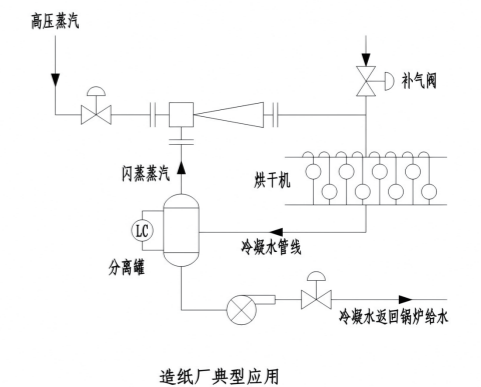 高压蒸汽
补气阀
闪蒸蒸汽
烘干机
LC
冷凝水管线
分离罐
冷凝水返回锅炉给水
造纸厂典型应用